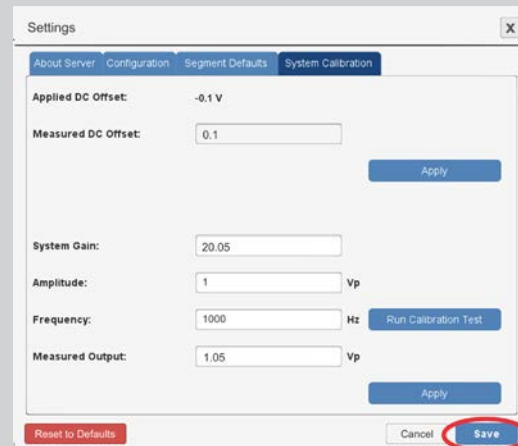 Settings X
About Server Configuration Segment Defaults System Calibration
Applied DC Offset: -0.1 V
Measured DC Offset: 0.1
Apply
System Gain: 20.05
Amplitude: 1 Vp
Frequency: 1000 Hz Run Calibration Test
Measured Output: 1.05 Vp
Apply
Reset to Defaults Cancel Save